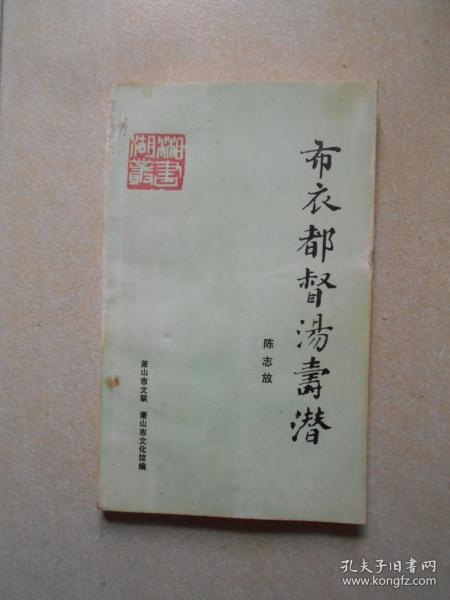 湘湖叢書
布衣都督湯壽潜
陈志放
萧山市文联 萧山市文化馆编
孔夫子旧书网
www.kongfz.com